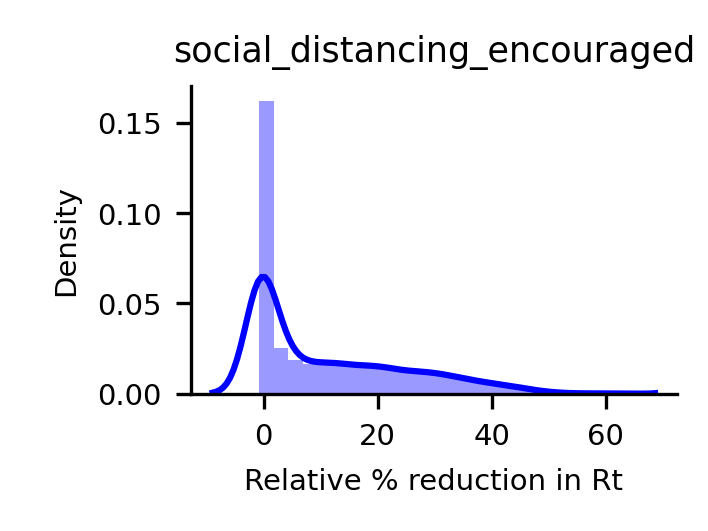 social_distancing_encouraged
Density
0.15
0.10
0.05
0.00
0 20 40 60
Relative % reduction in Rt